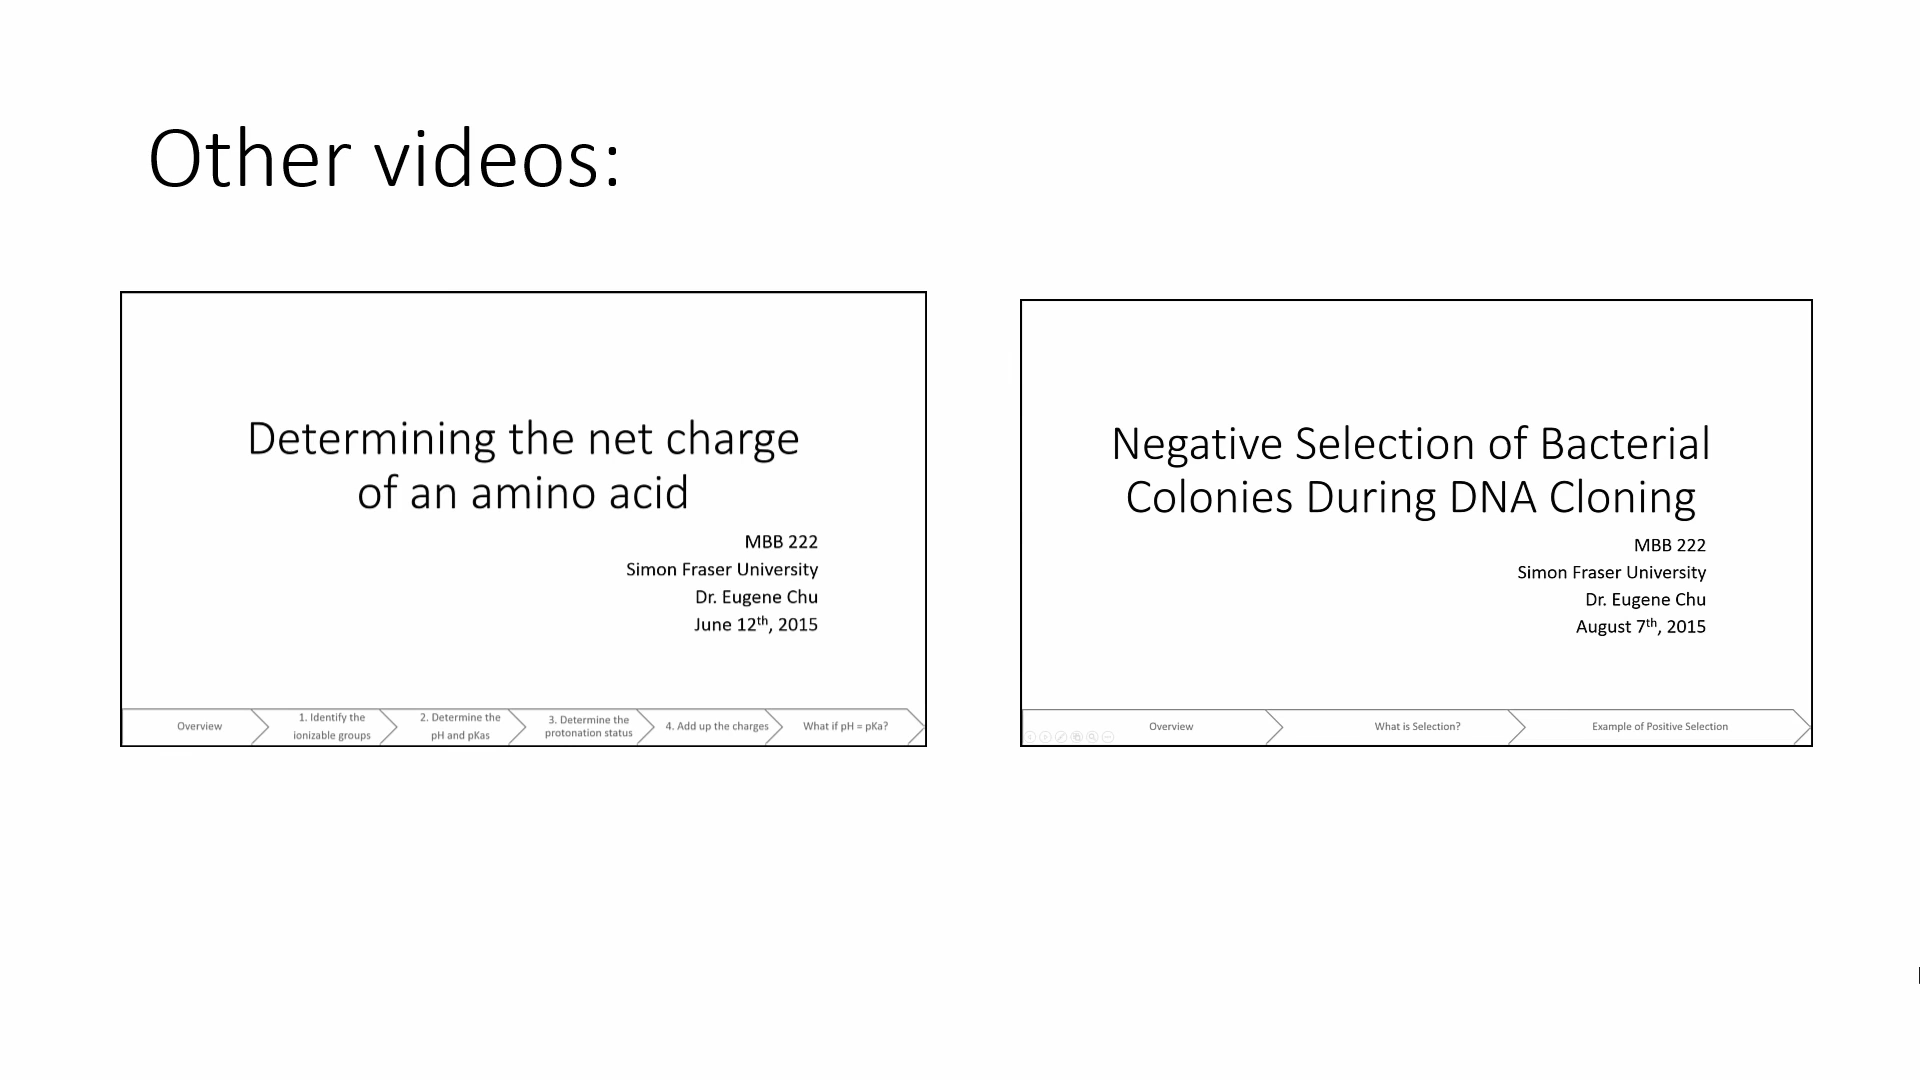 Other videos:
Determining the net charge
of an amino acid
MBB 222
Simon Fraser University
Dr. Eugene Chu
June 12th, 2015
Overview
1. Identify the
ionizable groups
2. Determine the
pH and pKas
3. Determine the
protonation status
4. Add up the charges
What if pH = pKa?
Negative Selection of Bacterial
Colonies During DNA Cloning
MBB 222
Simon Fraser University
Dr. Eugene Chu
August 7th, 2015
Overview
What is Selection?
Example of Positive Selection